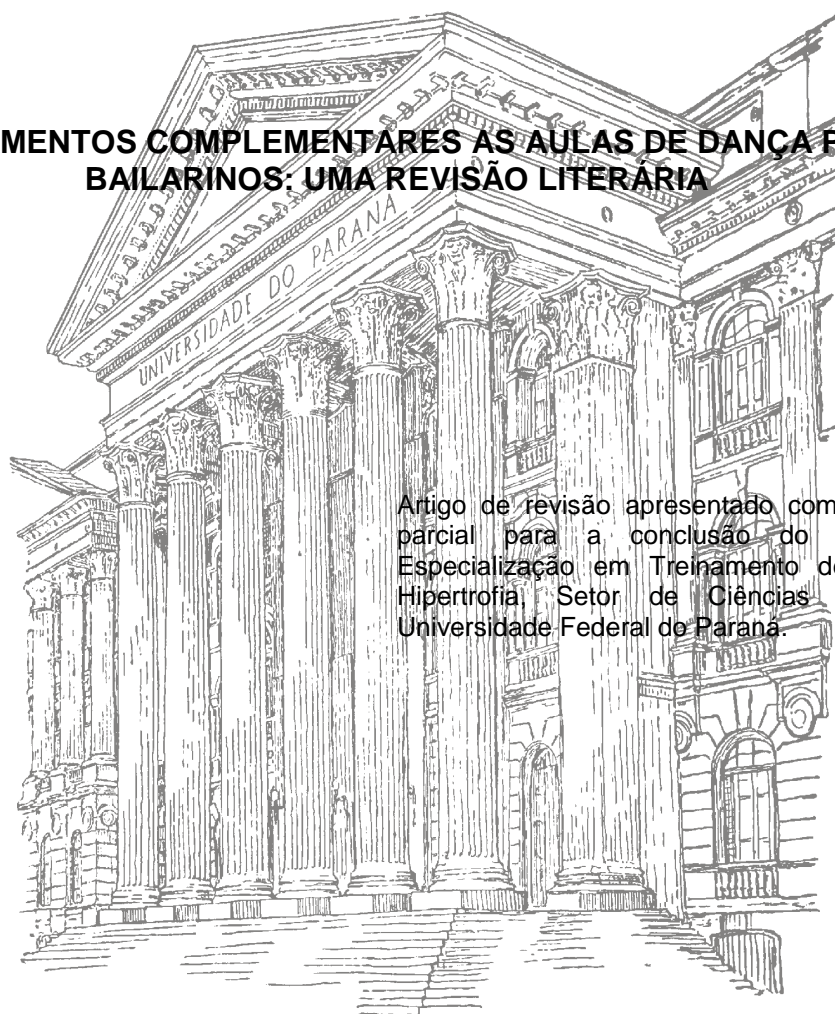 MENTOS COMPLEMENTARES AS AULAS DE DANÇA
BAILARINOS: UMA REVISÃO LITERÁRIA
UNIVERSIDADE DO PARANÁ
Artigo de revisão apresentado com
parcial para a conclusão do
Especialização em Treinamento de
Hipertrofia, Setor de Ciências
Universidade Federal do Paraná.